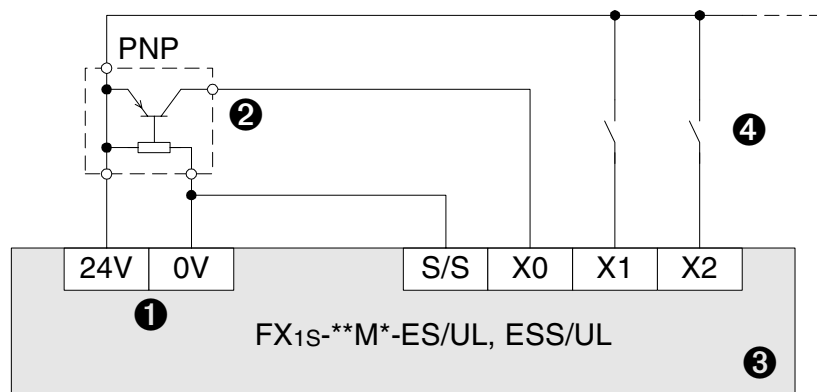 PNP
❷
❹
24V 0V S/S X0 X1 X2
❶
FX1S-**M*-ES/UL, ESS/UL
❸